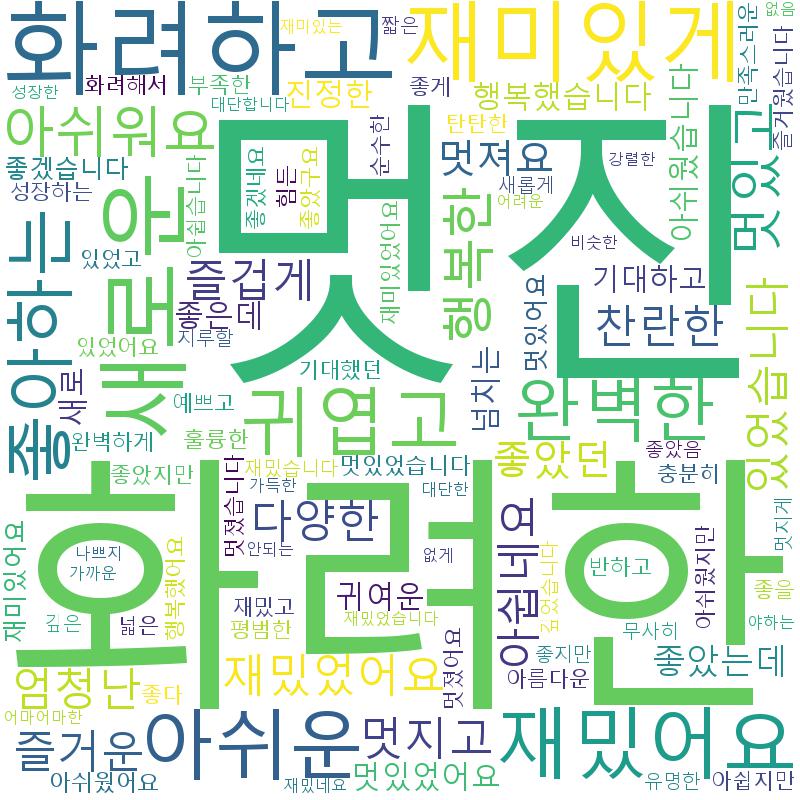 화려하고
재미있게
재미있는
짧은
없음
성장한
화려해서
부족한
대단합니다
진정한
좋게
행복했습니다
만족스러운
즐거웠습니다
아쉬워요
탄탄한
순수한
멋져요
강렬한
아쉬웠습니다
멋있고
좋겠습니다
성장하는
아쉽습니다
좋겠네요
힘든
좋았구요
멋진
새롭게
어려운
새로운
좋아하는
있었고
즐겁게
재미있었어요
행복한
비슷한
기대하고
좋은데
지루할
멋있어요
찬란한
있었습니다
있었어요
기대했던
새로
예쁘고
귀엽고
넘치는
완벽한
완벽하게
훌륭한
좋았음
좋았지만
멋졌습니다
재밌습니다
멋있었습니다
좋았던
충분히
가득한
대단한
화려한
다양한
아쉽네요
재미있어요
나쁘지
가까운
행복했어요
안되는
없게
깊었습니다
반하고
아쉬웠지만
멋지게
깊은
넓은
재밌고
귀여운
평범한
재밌었습니다
좋을
야하는
무사히
엄청난
좋다
재밌었어요
멋졌어요
좋지만
아름다운
좋았는데
어마어마한
즐거운
아쉬운
멋지고
재밌어요
아쉬웠어요
재밌네요
멋있었어요
유명한
아쉽지만